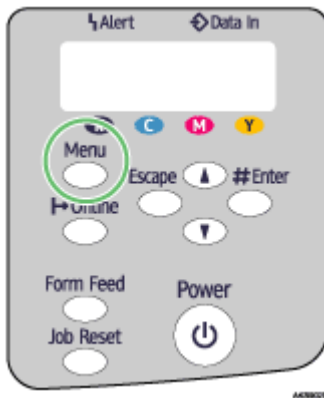 Alert Data In
K C M Y
Menu
Escape #Enter
Online
Form Feed Power
Job Reset